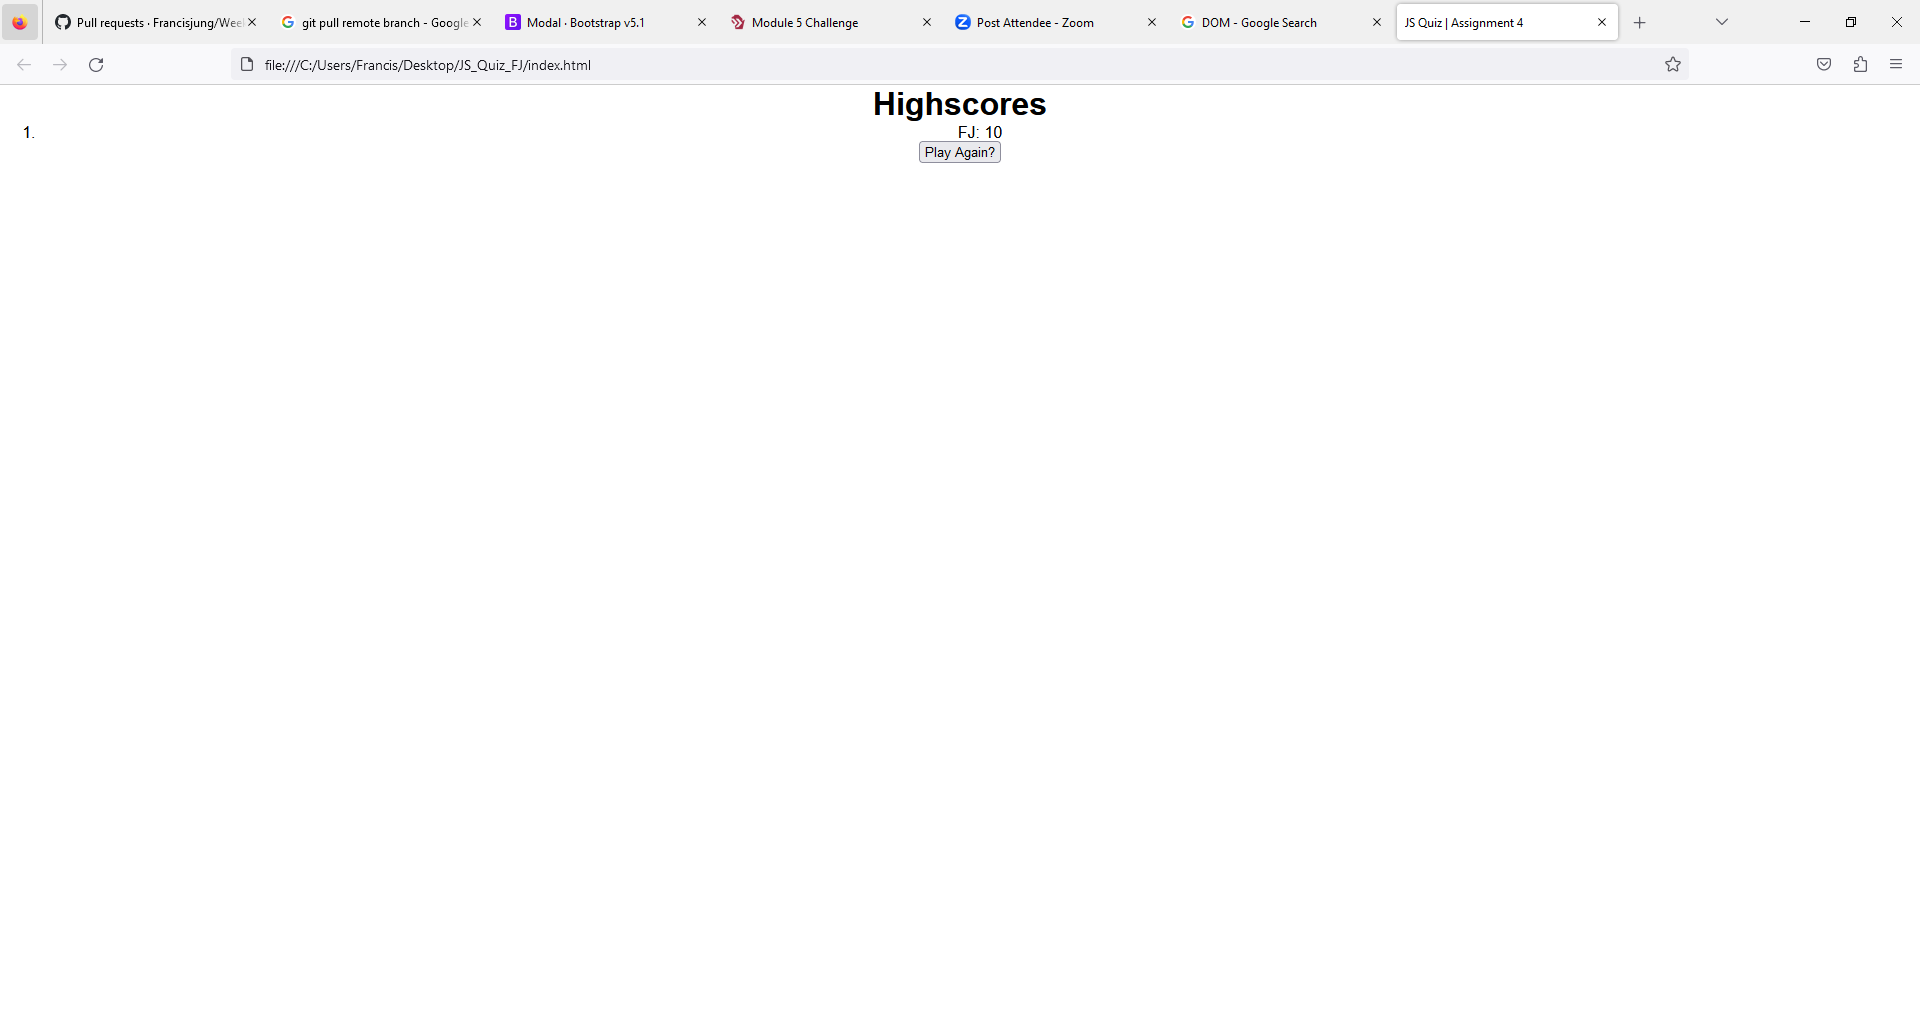 Pull requests · Francisjung/Wee
git pull remote branch - Google
Modal · Bootstrap v5.1
Module 5 Challenge
Post Attendee - Zoom
DOM - Google Search
JS Quiz | Assignment 4
file:///C:/Users/Francis/Desktop/JS_Quiz_FJ/index.html
Highscores
1. FJ: 10
Play Again?